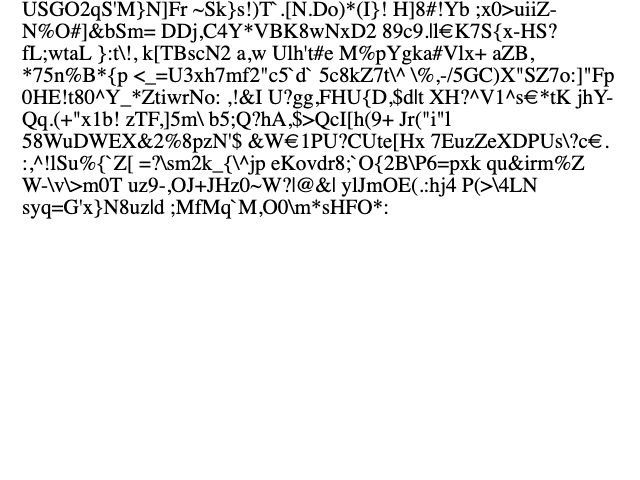 USGO2qS'M}N]Fr ~Sk}s!)T`.[N.Do)*(I}! H]8#!Yb ;x0>uiiZ-
N%O#]&bSm= DDj,C4Y*VBK8wNxD2 89c9.||€K7S{x-HS?
fL;wtaL }:t\!, k[TBscN2 a,w Ulh't#e M%pYgka#Vlx+ aZB,
*75n%B*{p <_=U3xh7mf2"c5`d` 5c8kZ7t\^ \%,-/5GC)X"SZ7o:]"Fp
0HE!t80^Y_*ZtiwrNo: ,!&I U?gg,FHU{D,$d|t XH?^V1^s€*tK jhY-
Qq.(+"x1b! zTF,]5m\ b5;Q?hA,$>QcI[h(9+ Jr("i"l
58WuDWEX&2%8pzN'$ &W€1PU?CUte[Hx 7EuzZeXDPUs\?c€.
:,^!lSu%{`Z[ =?\sm2k_{\^jp eKovdr8;`O{2B\P6=pxk qu&irm%Z
W-\v\>m0T uz9-,OJ+JHz0~W?|@&| ylJmOE(.:hj4 P(>\4LN
syq=G'x}N8uz|d ;MfMq`M,O0\m*sHFO*: